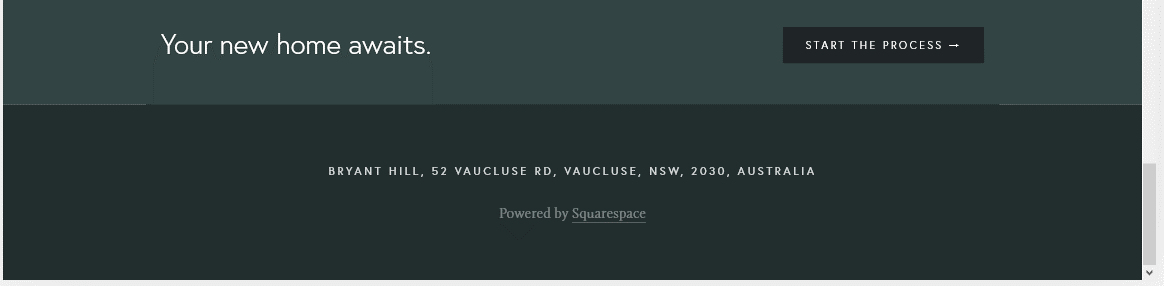 Your new home awaits.
START THE PROCESS →
BRYANT HILL, 52 VAUCLUSE RD, VAUCLUSE, NSW, 2030, AUSTRALIA
Powered by Squarespace